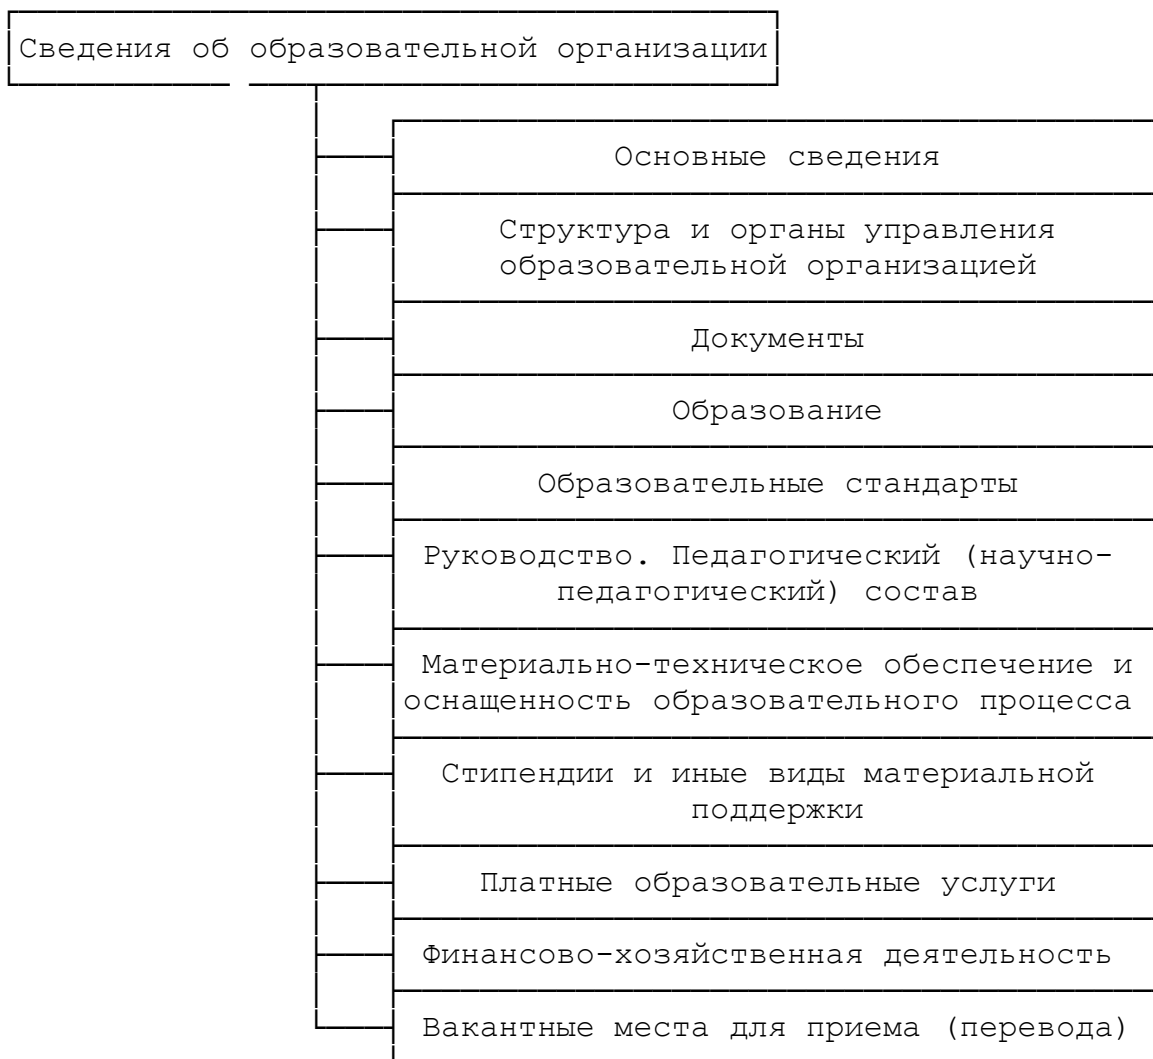 Сведения об образовательной организации
Основные сведения
Структура и органы управления
образовательной организацией
Документы
Образование
Образовательные стандарты
Руководство. Педагогический (научно-
педагогический) состав
Материально-техническое обеспечение и
оснащенность образовательного процесса
Стипендии и иные виды материальной
поддержки
Платные образовательные услуги
Финансово-хозяйственная деятельность
Вакантные места для приема (перевода)